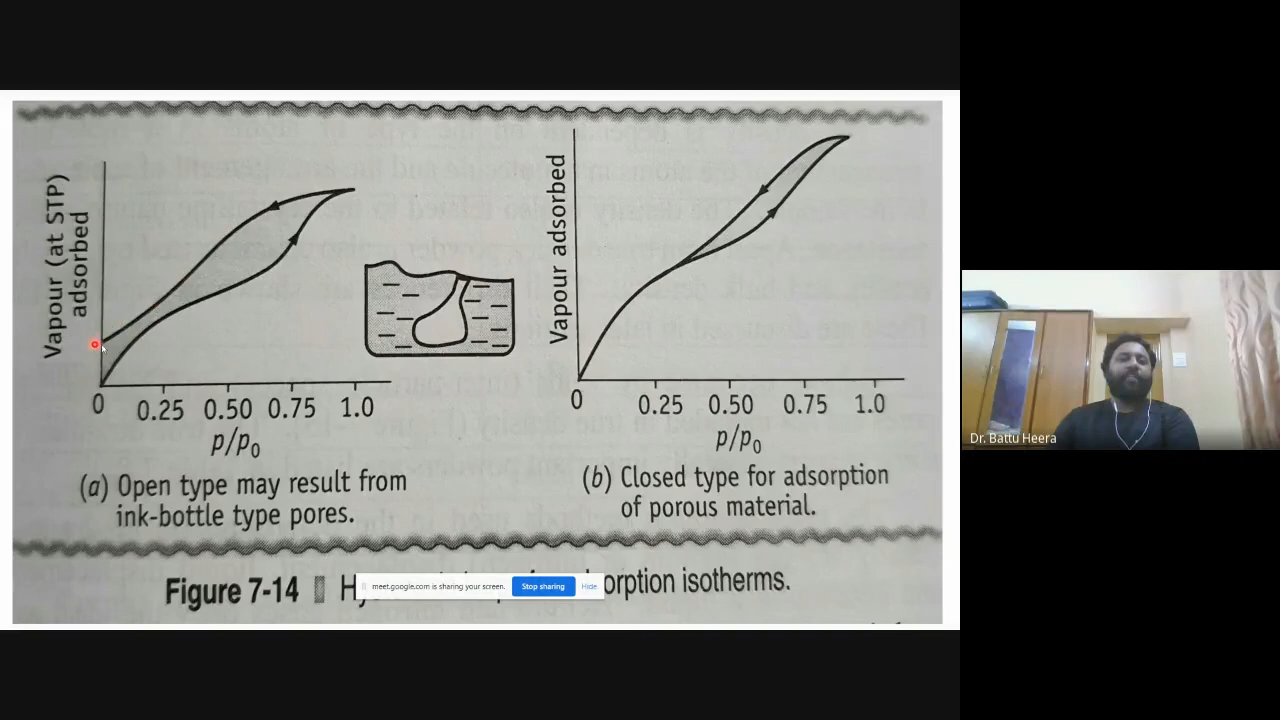 Vapour (at STP)
adsorbed
0 0.25 0.50 0.75 1.0
p/p0
(a) Open type may result from
ink-bottle type pores.
Vapour adsorbed
0 0.25 0.50 0.75 1.0
p/p0
(b) Closed type for adsorption
of porous material.
Figure 7-14 orption isotherms.
meet.google.com is sharing your screen. Stop sharing Hide
Dr. Battu Heera